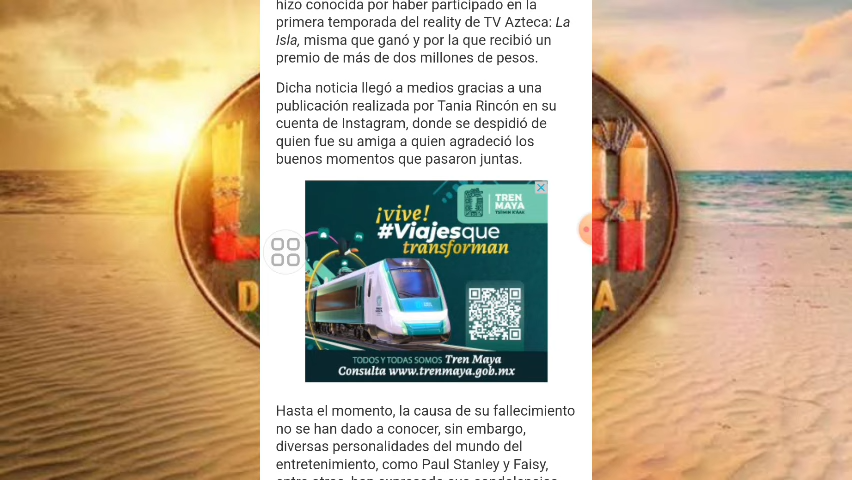 hizo conocida por haber participado en la
primera temporada del reality de TV Azteca: La
Isla, misma que ganó y por la que recibió un
premio de más de dos millones de pesos.
Dicha noticia llegó a medios gracias a una
publicación realizada por Tania Rincón en su
cuenta de Instagram, donde se despidió de
quien fue su amiga a quien agradeció los
buenos momentos que pasaron juntas.
TREN
MAYA
¡vive!
#Viajesque
transforman
TODOS Y TODAS SOMOS Tren Maya
Consulta www.trenmaya.gob.mx
Hasta el momento, la causa de su fallecimiento
no se han dado a conocer, sin embargo,
diversas personalidades del mundo del
entretenimiento, como Paul Stanley y Faisy,